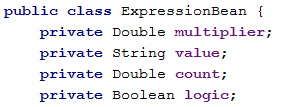 public class ExpressionBean {
    private Double multiplier;
    private String value;
    private Double count;
    private Boolean logic;